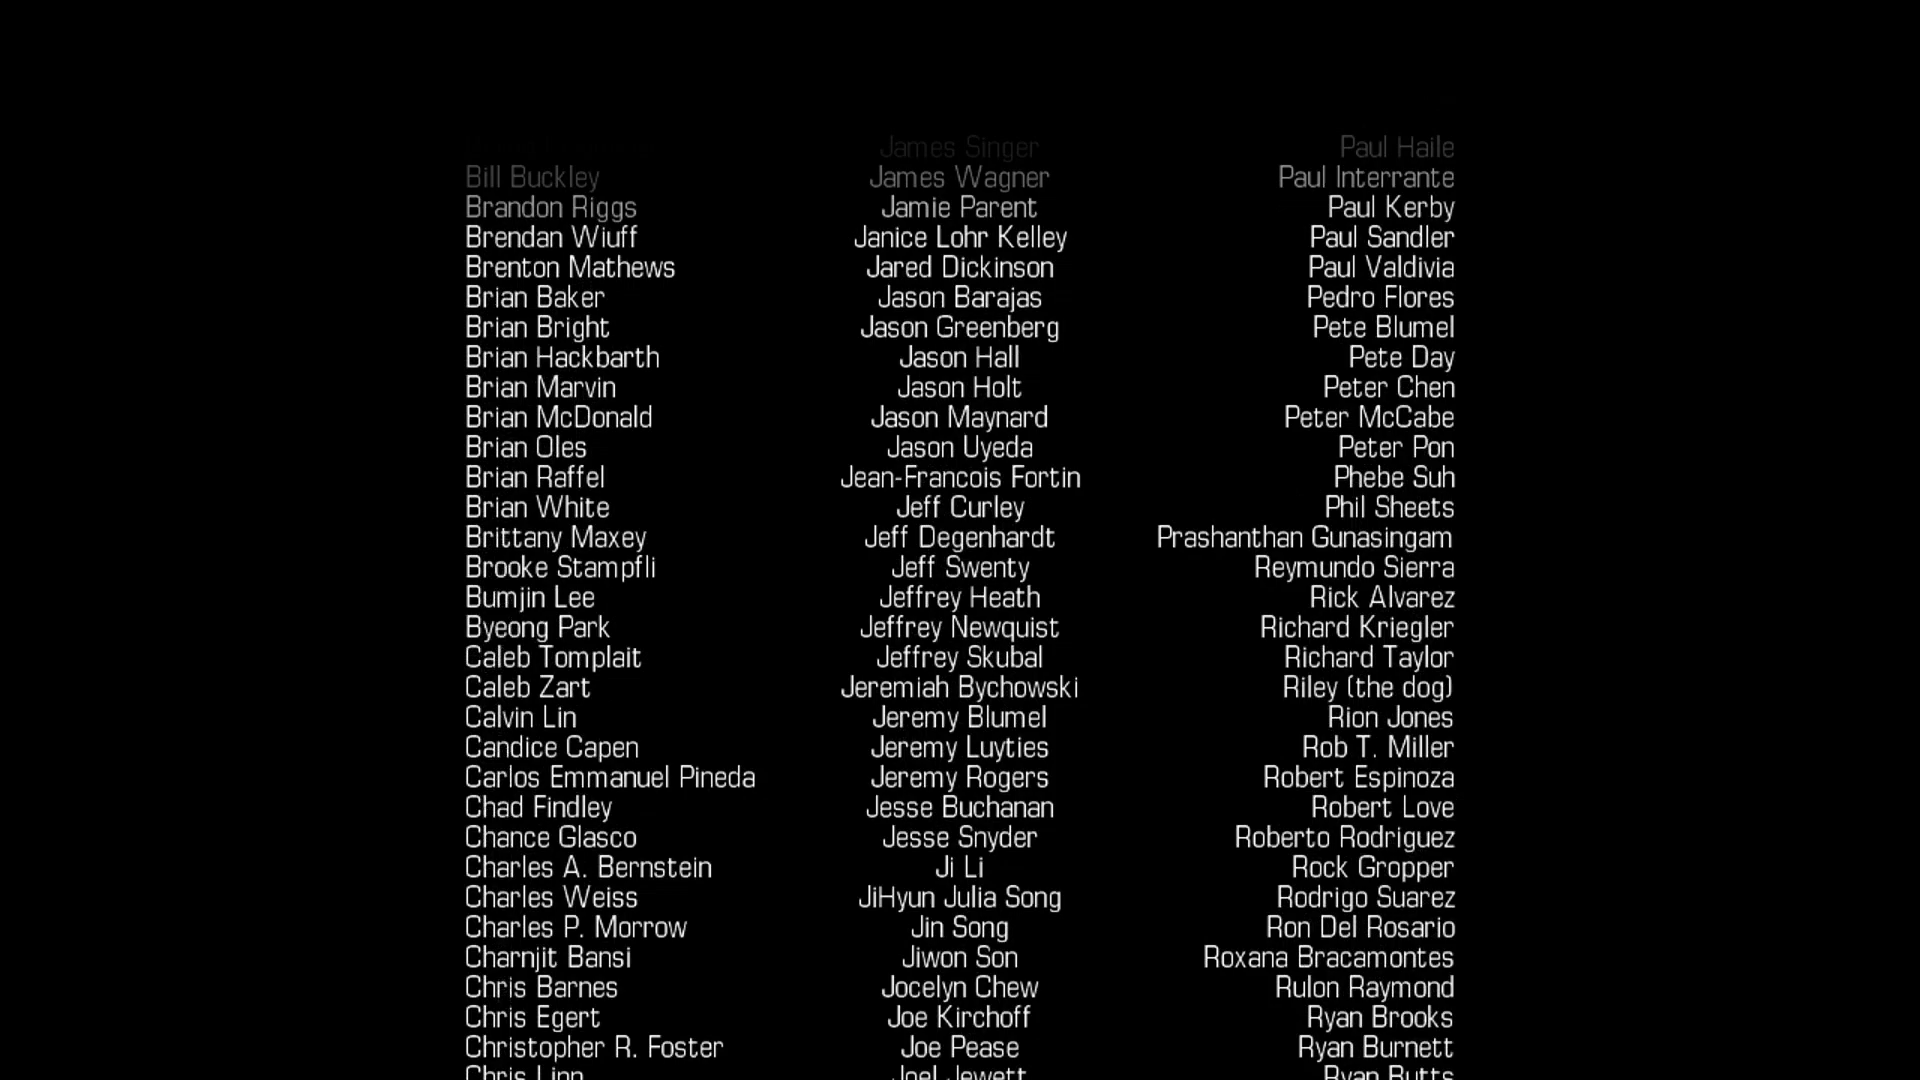 Bill Buckley
Brandon Riggs
Brendan Wiuff
Brenton Mathews
Brian Baker
Brian Bright
Brian Hackbarth
Brian Marvin
Brian McDonald
Brian Oles
Brian Raffel
Brian White
Brittany Maxey
Brooke Stampfli
Bumjin Lee
Byeong Park
Caleb Tomplait
Caleb Zart
Calvin Lin
Candice Capen
Carlos Emmanuel Pineda
Chad Findley
Chance Glasco
Charles A. Bernstein
Charles Weiss
Charles P. Morrow
Charnjit Bansi
Chris Barnes
Chris Egert
Christopher R. Foster
Chris Linn
James Singer
James Wagner
Jamie Parent
Janice Lohr Kelley
Jared Dickinson
Jason Barajas
Jason Greenberg
Jason Hall
Jason Holt
Jason Maynard
Jason Uyeda
Jean-Francois Fortin
Jeff Curley
Jeff Degenhardt
Jeff Swenty
Jeffrey Heath
Jeffrey Newquist
Jeffrey Skubal
Jeremiah Bychowski
Jeremy Blumel
Jeremy Luyties
Jeremy Rogers
Jesse Buchanan
Jesse Snyder
Ji Li
JiHyun Julia Song
Jin Song
Jiwon Son
Jocelyn Chew
Joe Kirchoff
Joe Pease
Joel Jewett
Paul Haile
Paul Interrante
Paul Kerby
Paul Sandler
Paul Valdivia
Pedro Flores
Pete Blumel
Pete Day
Peter Chen
Peter McCabe
Peter Pon
Phebe Suh
Phil Sheets
Prashanthan Gunasingam
Reymundo Sierra
Rick Alvarez
Richard Kriegler
Richard Taylor
Riley (the dog)
Rion Jones
Rob T. Miller
Robert Espinoza
Robert Love
Roberto Rodriguez
Rock Gropper
Rodrigo Suarez
Ron Del Rosario
Roxana Bracamontes
Rulon Raymond
Ryan Brooks
Ryan Burnett
Ryan Butts